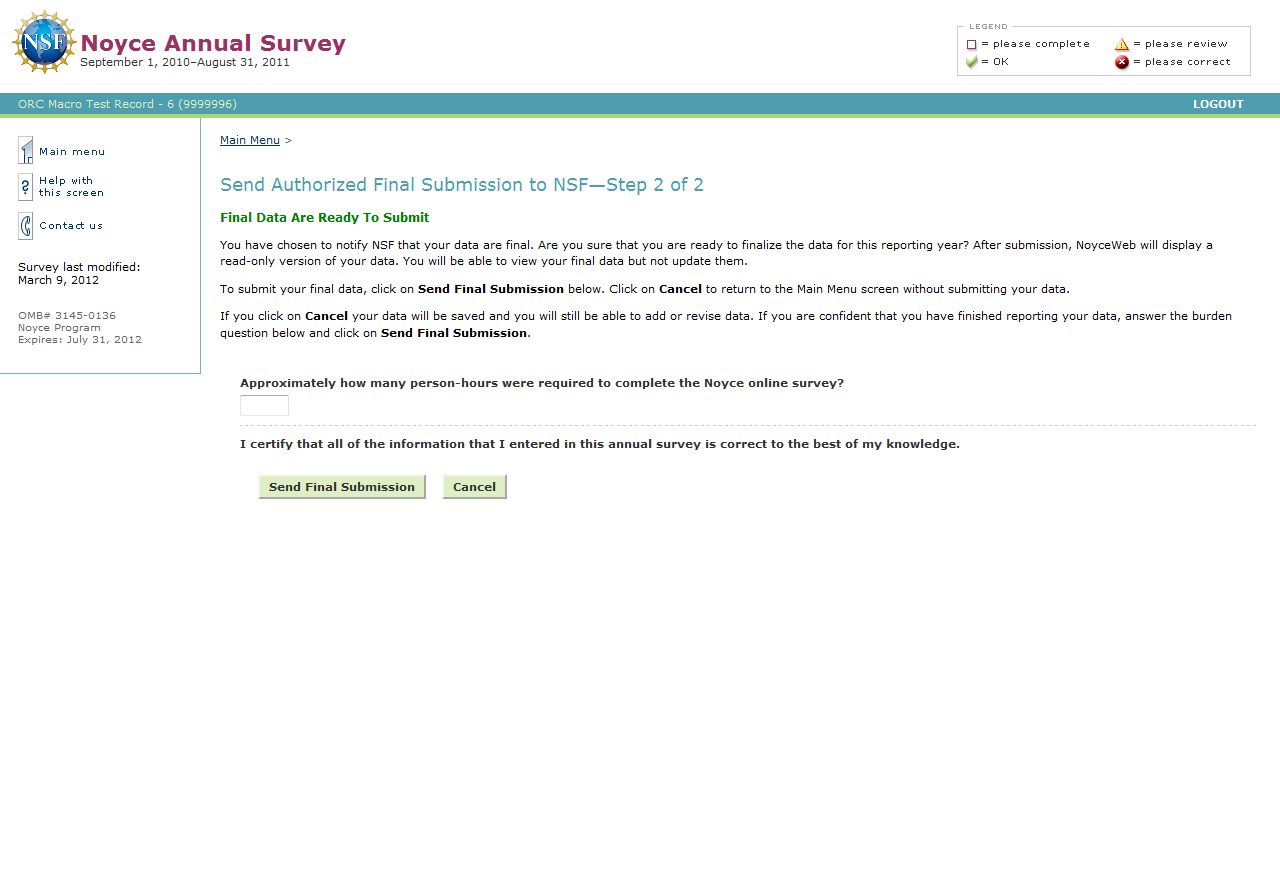 NSF
Noyce Annual Survey
September 1, 2010–August 31, 2011
LEGEND
= please complete
= please review
= OK
= please correct
ORC Macro Test Record - 6 (9999996)
LOGOUT
Main menu
Help with
this screen
Contact us
Survey last modified:
March 9, 2012
OMB# 3145-0136
Noyce Program
Expires: July 31, 2012
Main Menu >
Send Authorized Final Submission to NSF—Step 2 of 2
Final Data Are Ready To Submit
You have chosen to notify NSF that your data are final. Are you sure that you are ready to finalize the data for this reporting year? After submission, NoyceWeb will display a
read-only version of your data. You will be able to view your final data but not update them.
To submit your final data, click on Send Final Submission below. Click on Cancel to return to the Main Menu screen without submitting your data.
If you click on Cancel your data will be saved and you will still be able to add or revise data. If you are confident that you have finished reporting your data, answer the burden
question below and click on Send Final Submission.
Approximately how many person-hours were required to complete the Noyce online survey?
I certify that all of the information that I entered in this annual survey is correct to the best of my knowledge.
Send Final Submission
Cancel